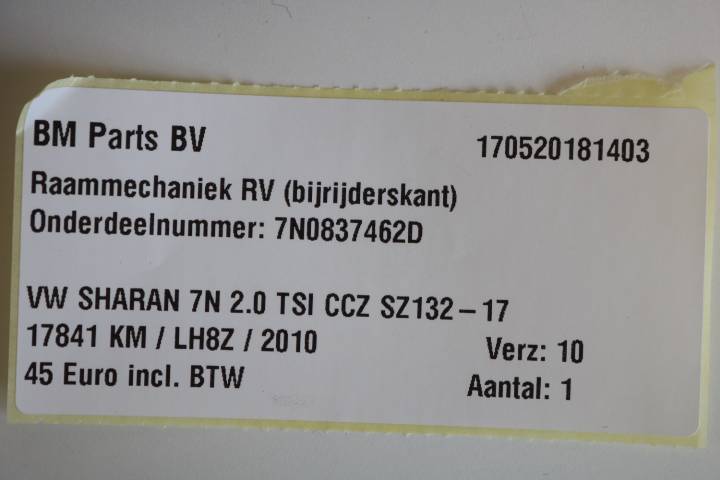 BM Parts BV 170520181403
Raammechaniek RV (bijrijderskant)
Onderdeelnummer: 7N0837462D
VW SHARAN 7N 2.0 TSI CCZ SZ132-17
17841 KM / LH8Z / 2010 Verz: 10
45 Euro incl. BTW Aantal: 1